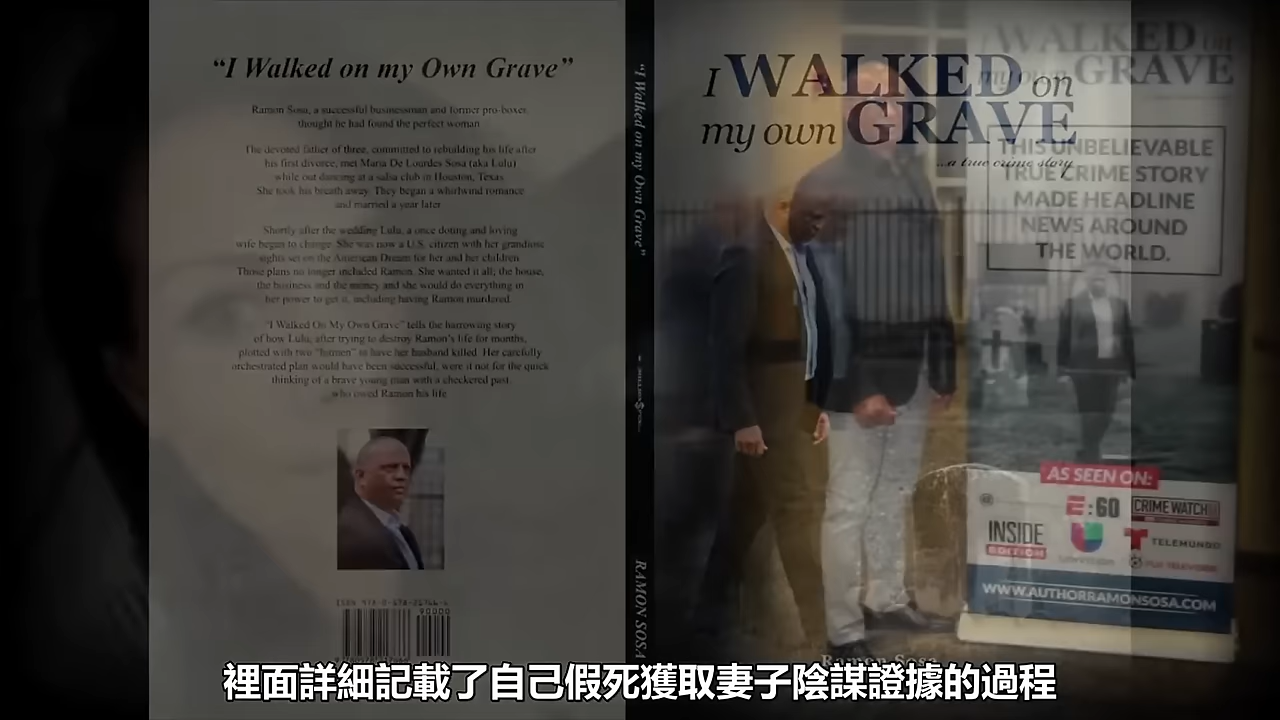 “I Walked on my Own Grave”
Ramon Sosa, a successful businessman and former pro-boxer,
thought he had found the perfect woman
The devoted father of three, committed to rebuilding his life after
his first divorce, met Maria De Lourdes Sosa (aka Lulu)
while out dancing at a salsa club in Houston, Texas
She took his breath away. They began a whirlwind romance
and married a year later
Shortly after the wedding Lulu, a once doting and loving
wife began to change. She was now a U.S. citizen with her grandiose
sights set on the American Dream for her and her children
Those plans no longer included Ramon. She wanted it all; the house,
the business and the money and she would do everything in
her power to get it, including having Ramon murdered.
“I Walked On My Own Grave” tells the harrowing story
of how Lulu, after trying to destroy Ramon's life for months,
plotted with two “hitmen” to have her husband killed. Her carefully
orchestrated plan would have been successful, were it not for the quick
thinking of a brave young man with a checkered past,
who owed Ramon his life
90000
“I Walked on my Own Grave”
RAMON SOSA
I WALKED on
my own GRAVE
...a true crime story
Ramon Sosa
WALKED on
my own GRAVE
THIS UNBELIEVABLE
TRUE CRIME STORY
MADE HEADLINE
NEWS AROUND
THE WORLD.
AS SEEN ON:
E:60
CRIME WATCH
INSIDE
EDITION
TELEMUNDO
WWW.AUTHORRAMONSOSA.COM
裡面詳細記載了自己假死獲取妻子陰謀證據的過程